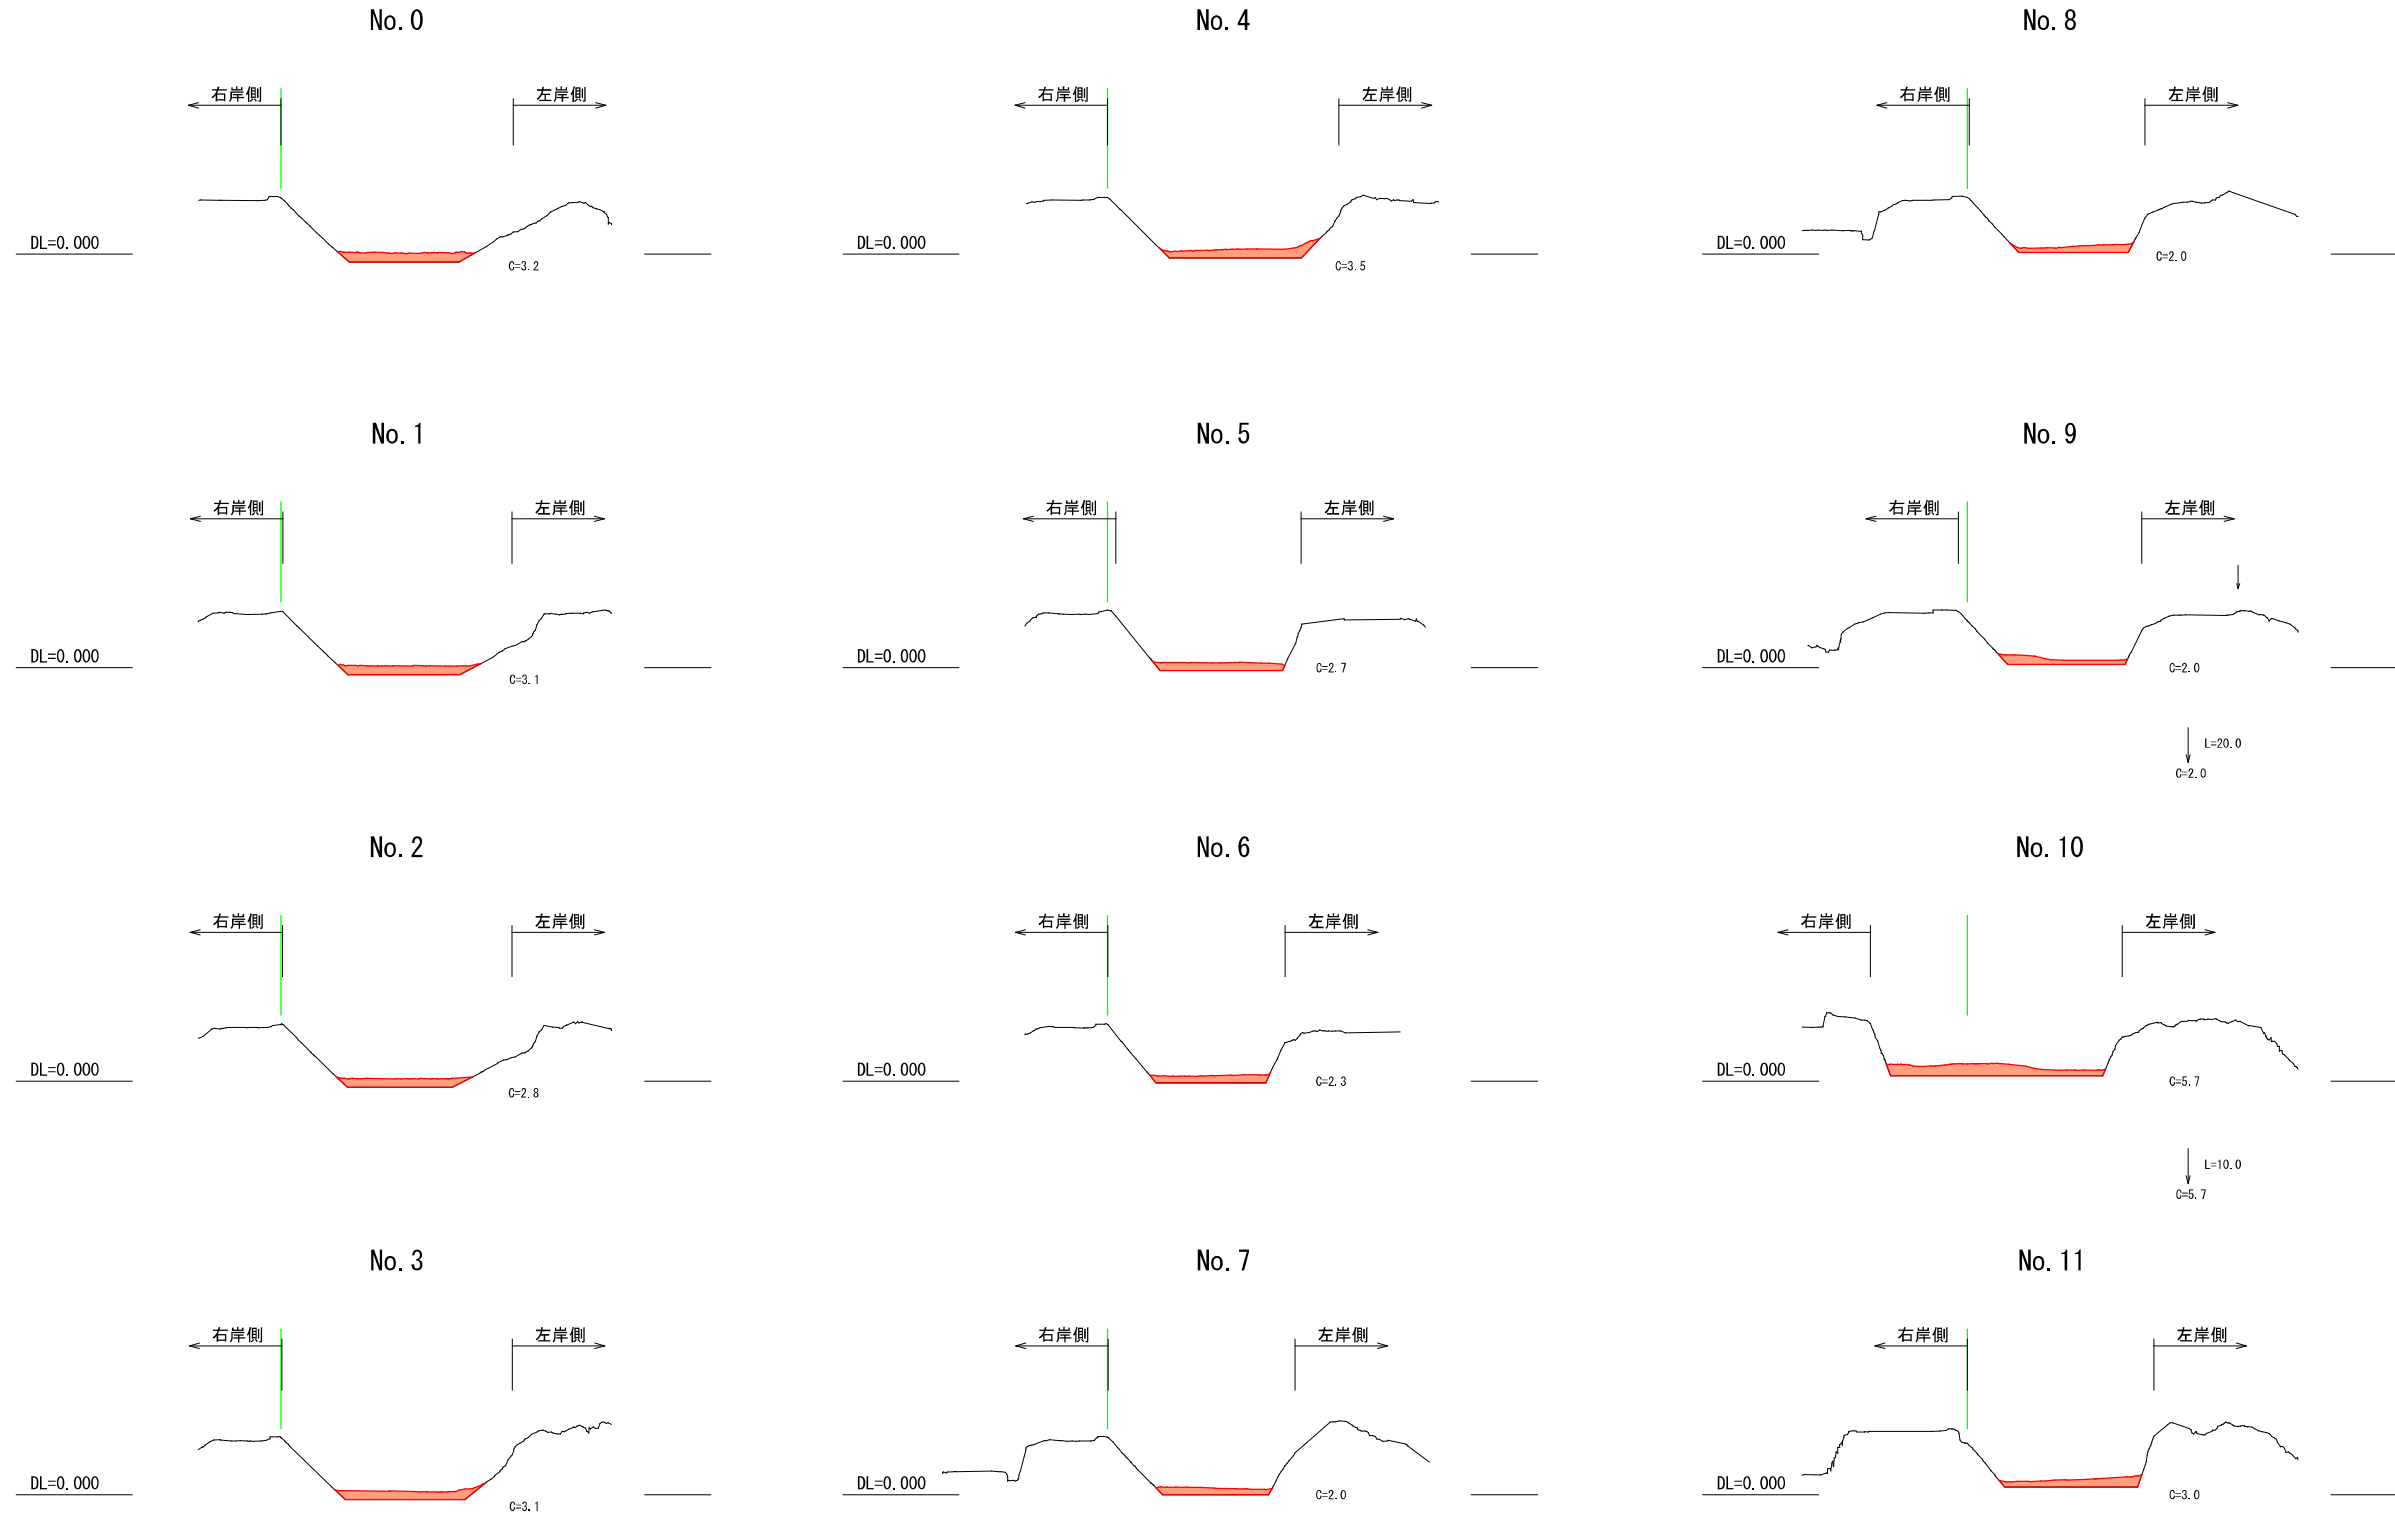 No.0
右岸側 左岸側
DL=0.000
C=3.2
No.1
右岸側 左岸側
DL=0.000
C=3.1
No.2
右岸側 左岸側
DL=0.000
C=2.8
No.3
右岸側 左岸側
DL=0.000
C=3.1
No.4
右岸側 左岸側
DL=0.000
C=3.5
No.5
右岸側 左岸側
DL=0.000
C=2.7
No.6
右岸側 左岸側
DL=0.000
C=2.3
No.7
右岸側 左岸側
DL=0.000
C=2.0
No.8
右岸側 左岸側
DL=0.000
C=2.0
No.9
右岸側 左岸側
DL=0.000
C=2.0
L=20.0
C=2.0
No.10
右岸側 左岸側
DL=0.000
C=5.7
L=10.0
C=5.7
No.11
右岸側 左岸側
DL=0.000
C=3.0